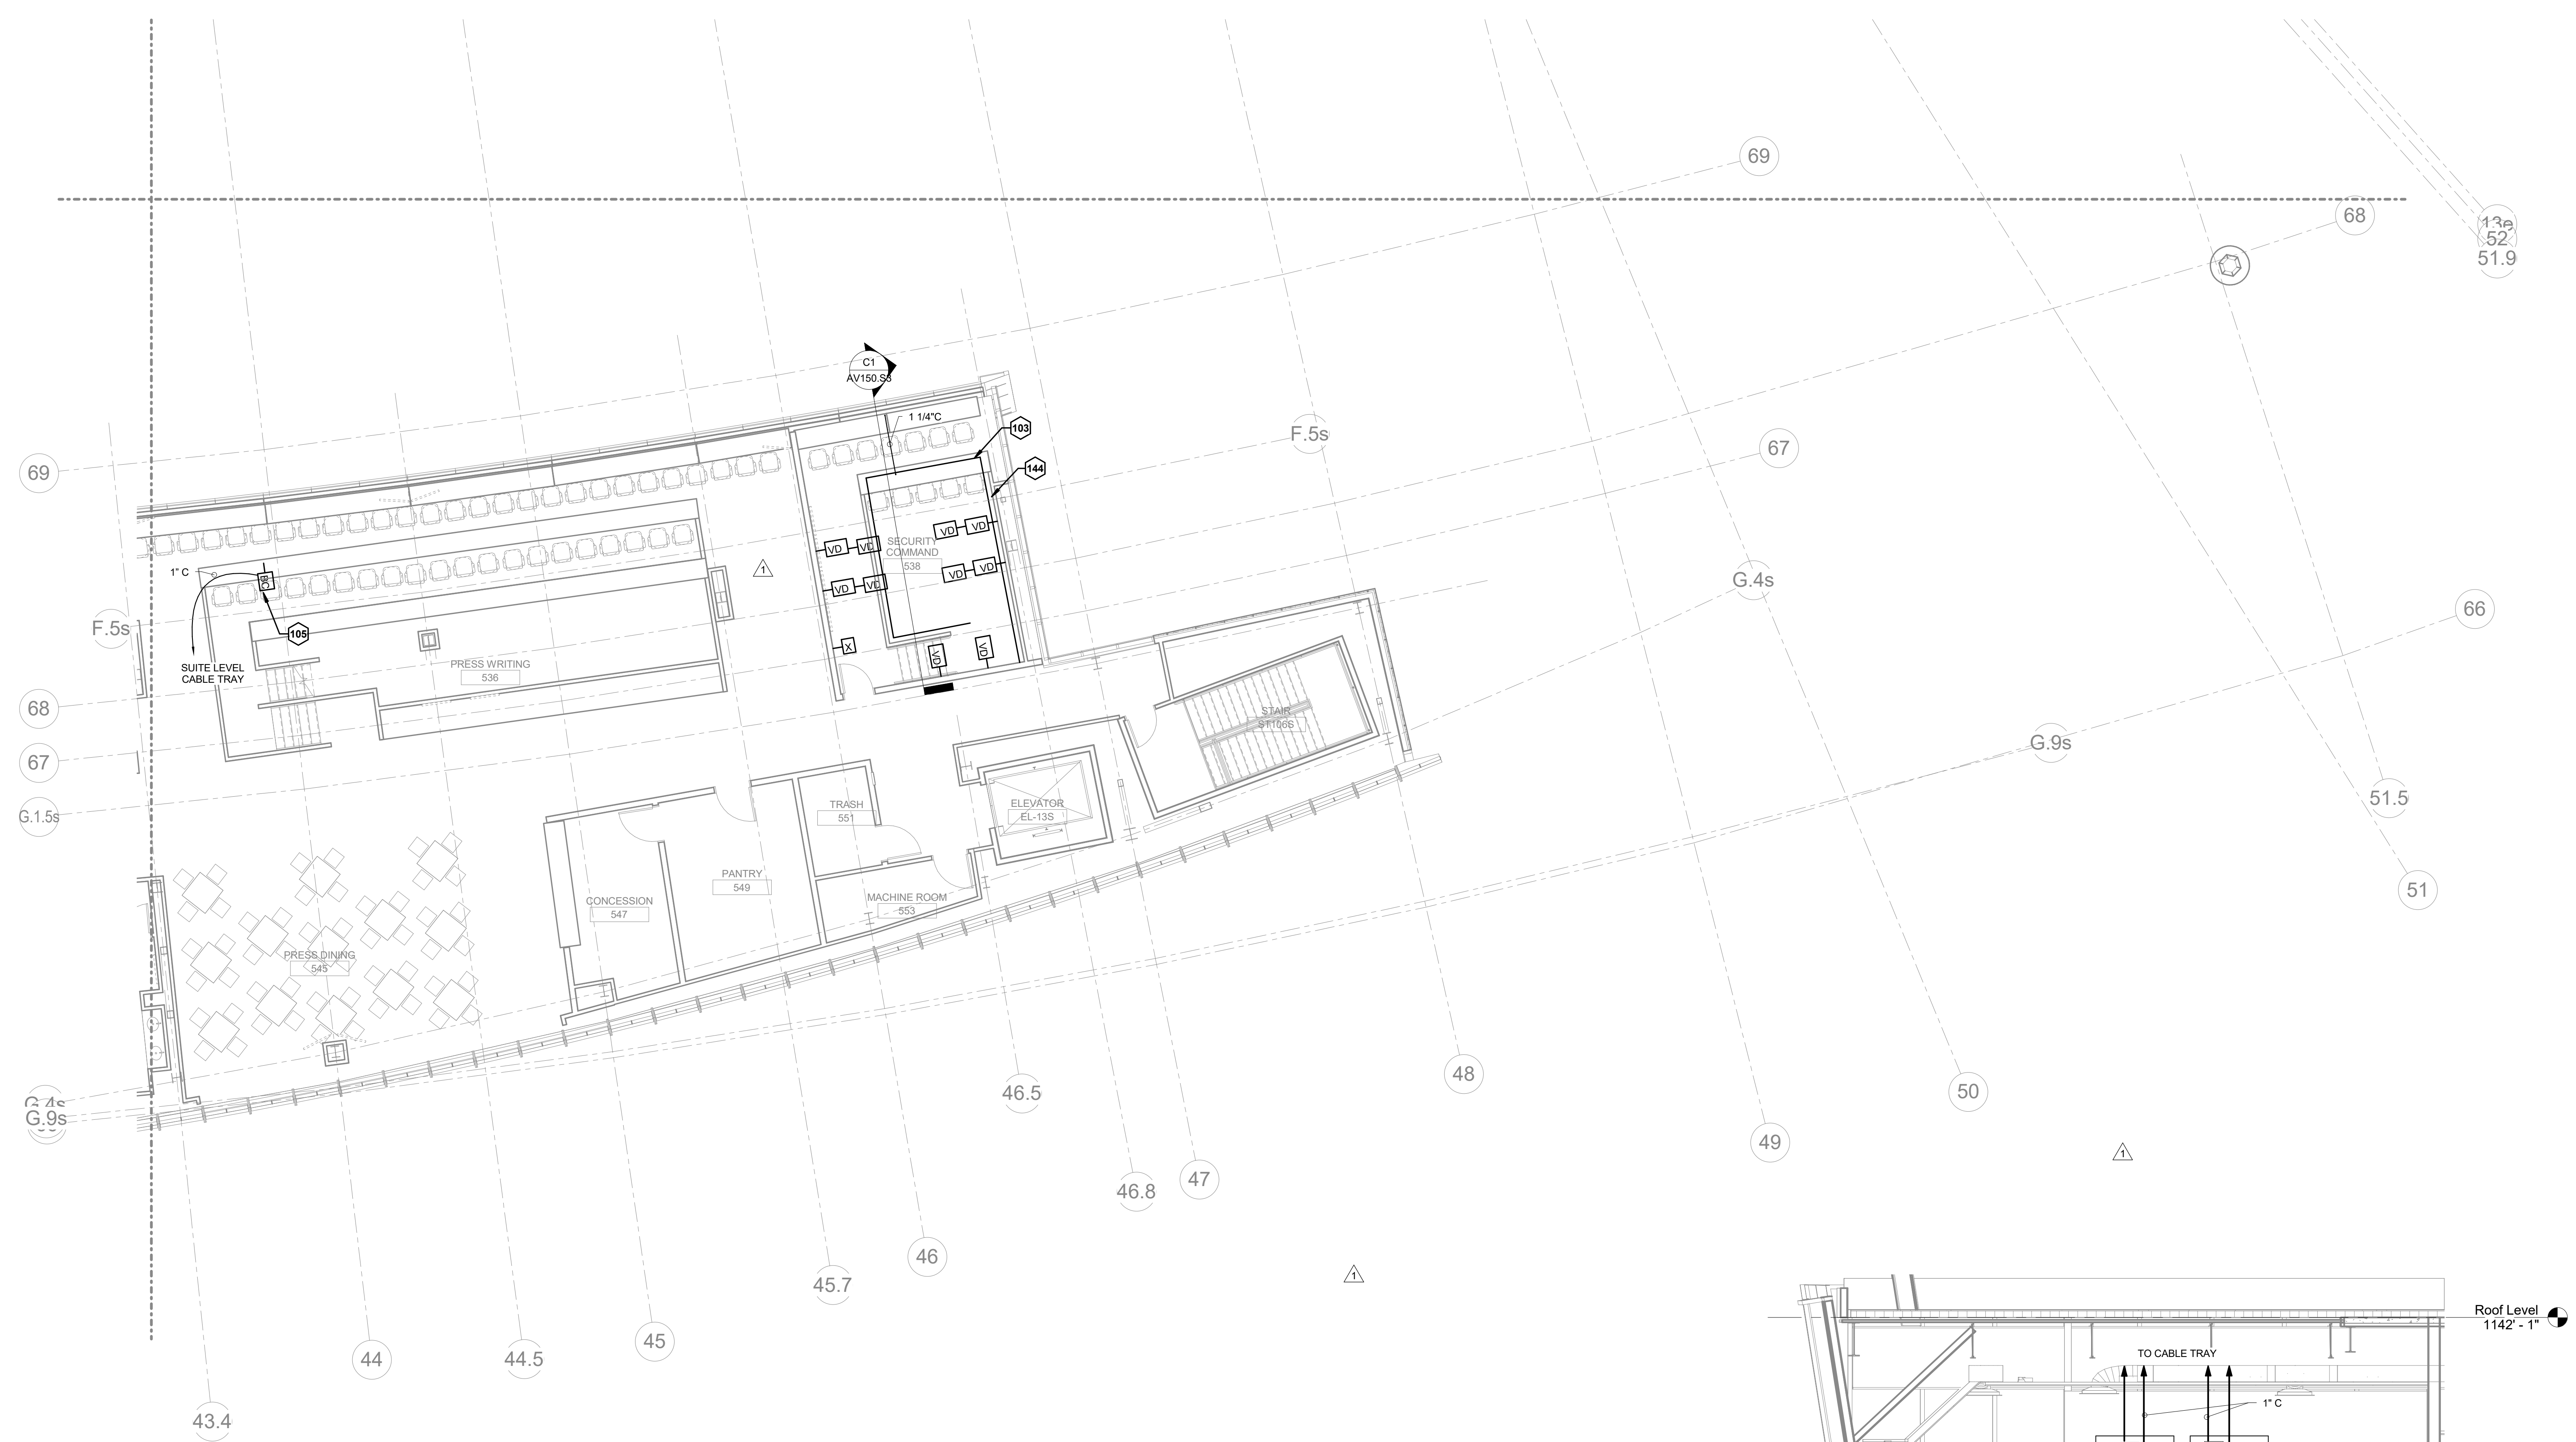 69
68
13e
52
51.9
C1
AV150.S3
1 1/4"C
103
F.5s
67
144
69
VD
VD
VD
VD
SECURITY
COMMAND
538
VD
VD
VD
VD
1
1" C
BC
G.4s
66
F.5s
105
X
VD
VD
SUITE LEVEL
CABLE TRAY
PRESS WRITING
536
68
STAIR
ST106S
G.9s
67
51.5
G.1.5s
TRASH
551
ELEVATOR
EL-13S
PANTRY
549
51
CONCESSION
547
MACHINE ROOM
553
PRESS DINING
545
48
46.5
50
G.4s
G.9s
49
1
47
46.8
46
1
45.7
Roof Level
1142' - 1"
45
TO CABLE TRAY
44
44.5
1" C
43.4